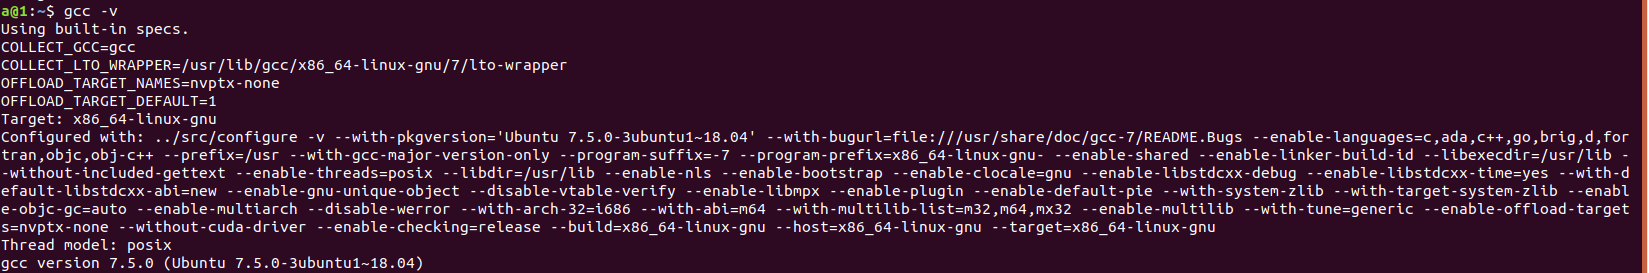 a@1:~$ gcc -v
Using built-in specs.
COLLECT_GCC=gcc
COLLECT_LTO_WRAPPER=/usr/lib/gcc/x86_64-linux-gnu/7/lto-wrapper
OFFLOAD_TARGET_NAMES=nvptx-none
OFFLOAD_TARGET_DEFAULT=1
Target: x86_64-linux-gnu
Configured with: ../src/configure -v --with-pkgversion='Ubuntu 7.5.0-3ubuntu1~18.04' --with-bugurl=file:///usr/share/doc/gcc-7/README.Bugs --enable-languages=c,ada,c++,go,brig,d,for
tran,objc,obj-c++ --prefix=/usr --with-gcc-major-version-only --program-suffix=-7 --program-prefix=x86_64-linux-gnu- --enable-shared --enable-linker-build-id --libexecdir=/usr/lib -
-without-included-gettext --enable-threads=posix --libdir=/usr/lib --enable-nls --enable-bootstrap --enable-clocale=gnu --enable-libstdcxx-debug --enable-libstdcxx-time=yes --with-d
efault-libstdcxx-abi=new --enable-gnu-unique-object --disable-vtable-verify --enable-libmpx --enable-plugin --enable-default-pie --with-system-zlib --with-target-system-zlib --enabl
e-objc-gc=auto --enable-multiarch --disable-werror --with-arch-32=i686 --with-abi=m64 --with-multilib-list=m32,m64,mx32 --enable-multilib --with-tune=generic --enable-offload-target
s=nvptx-none --without-cuda-driver --enable-checking=release --build=x86_64-linux-gnu --host=x86_64-linux-gnu --target=x86_64-linux-gnu
Thread model: posix
gcc version 7.5.0 (Ubuntu 7.5.0-3ubuntu1~18.04)